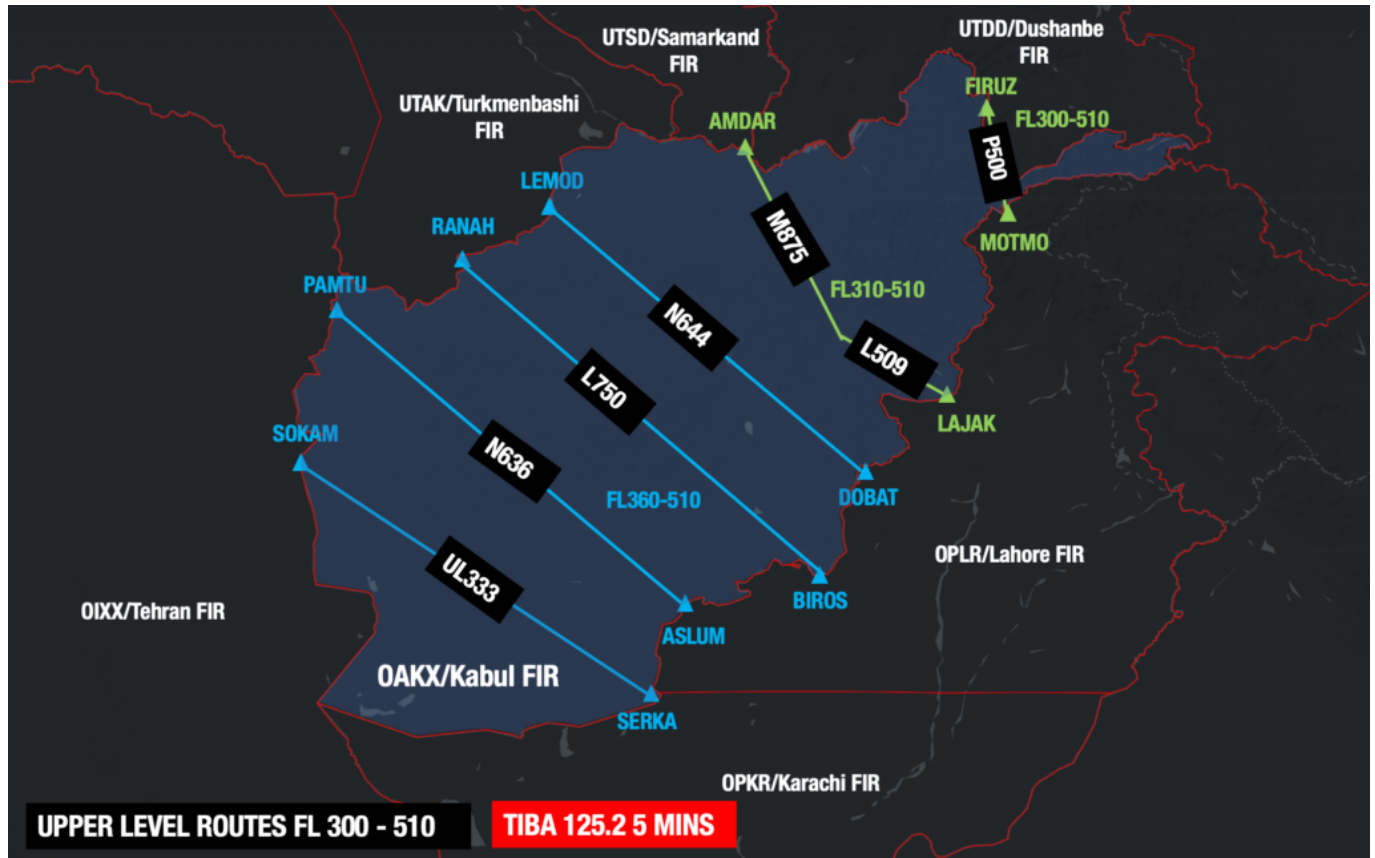 UTSD/Samarkand
FIR
UTDD/Dushanbe
FIR
UTAK/Turkmenbashi
FIR
FIRUZ
AMDAR
FL300-510
P500
LEMOD
RANAH
M875
MOTMO
PAMTU
FL310-510
N644
L509
L750
LAJAK
SOKAM
N636
FL360-510
DOBAT
UL333
OPLR/Lahore FIR
BIROS
OIXX/Tehran FIR
ASLUM
OAKX/Kabul FIR
SERKA
OPKR/Karachi FIR
UPPER LEVEL ROUTES FL 300 - 510
TIBA 125.2 5 MINS